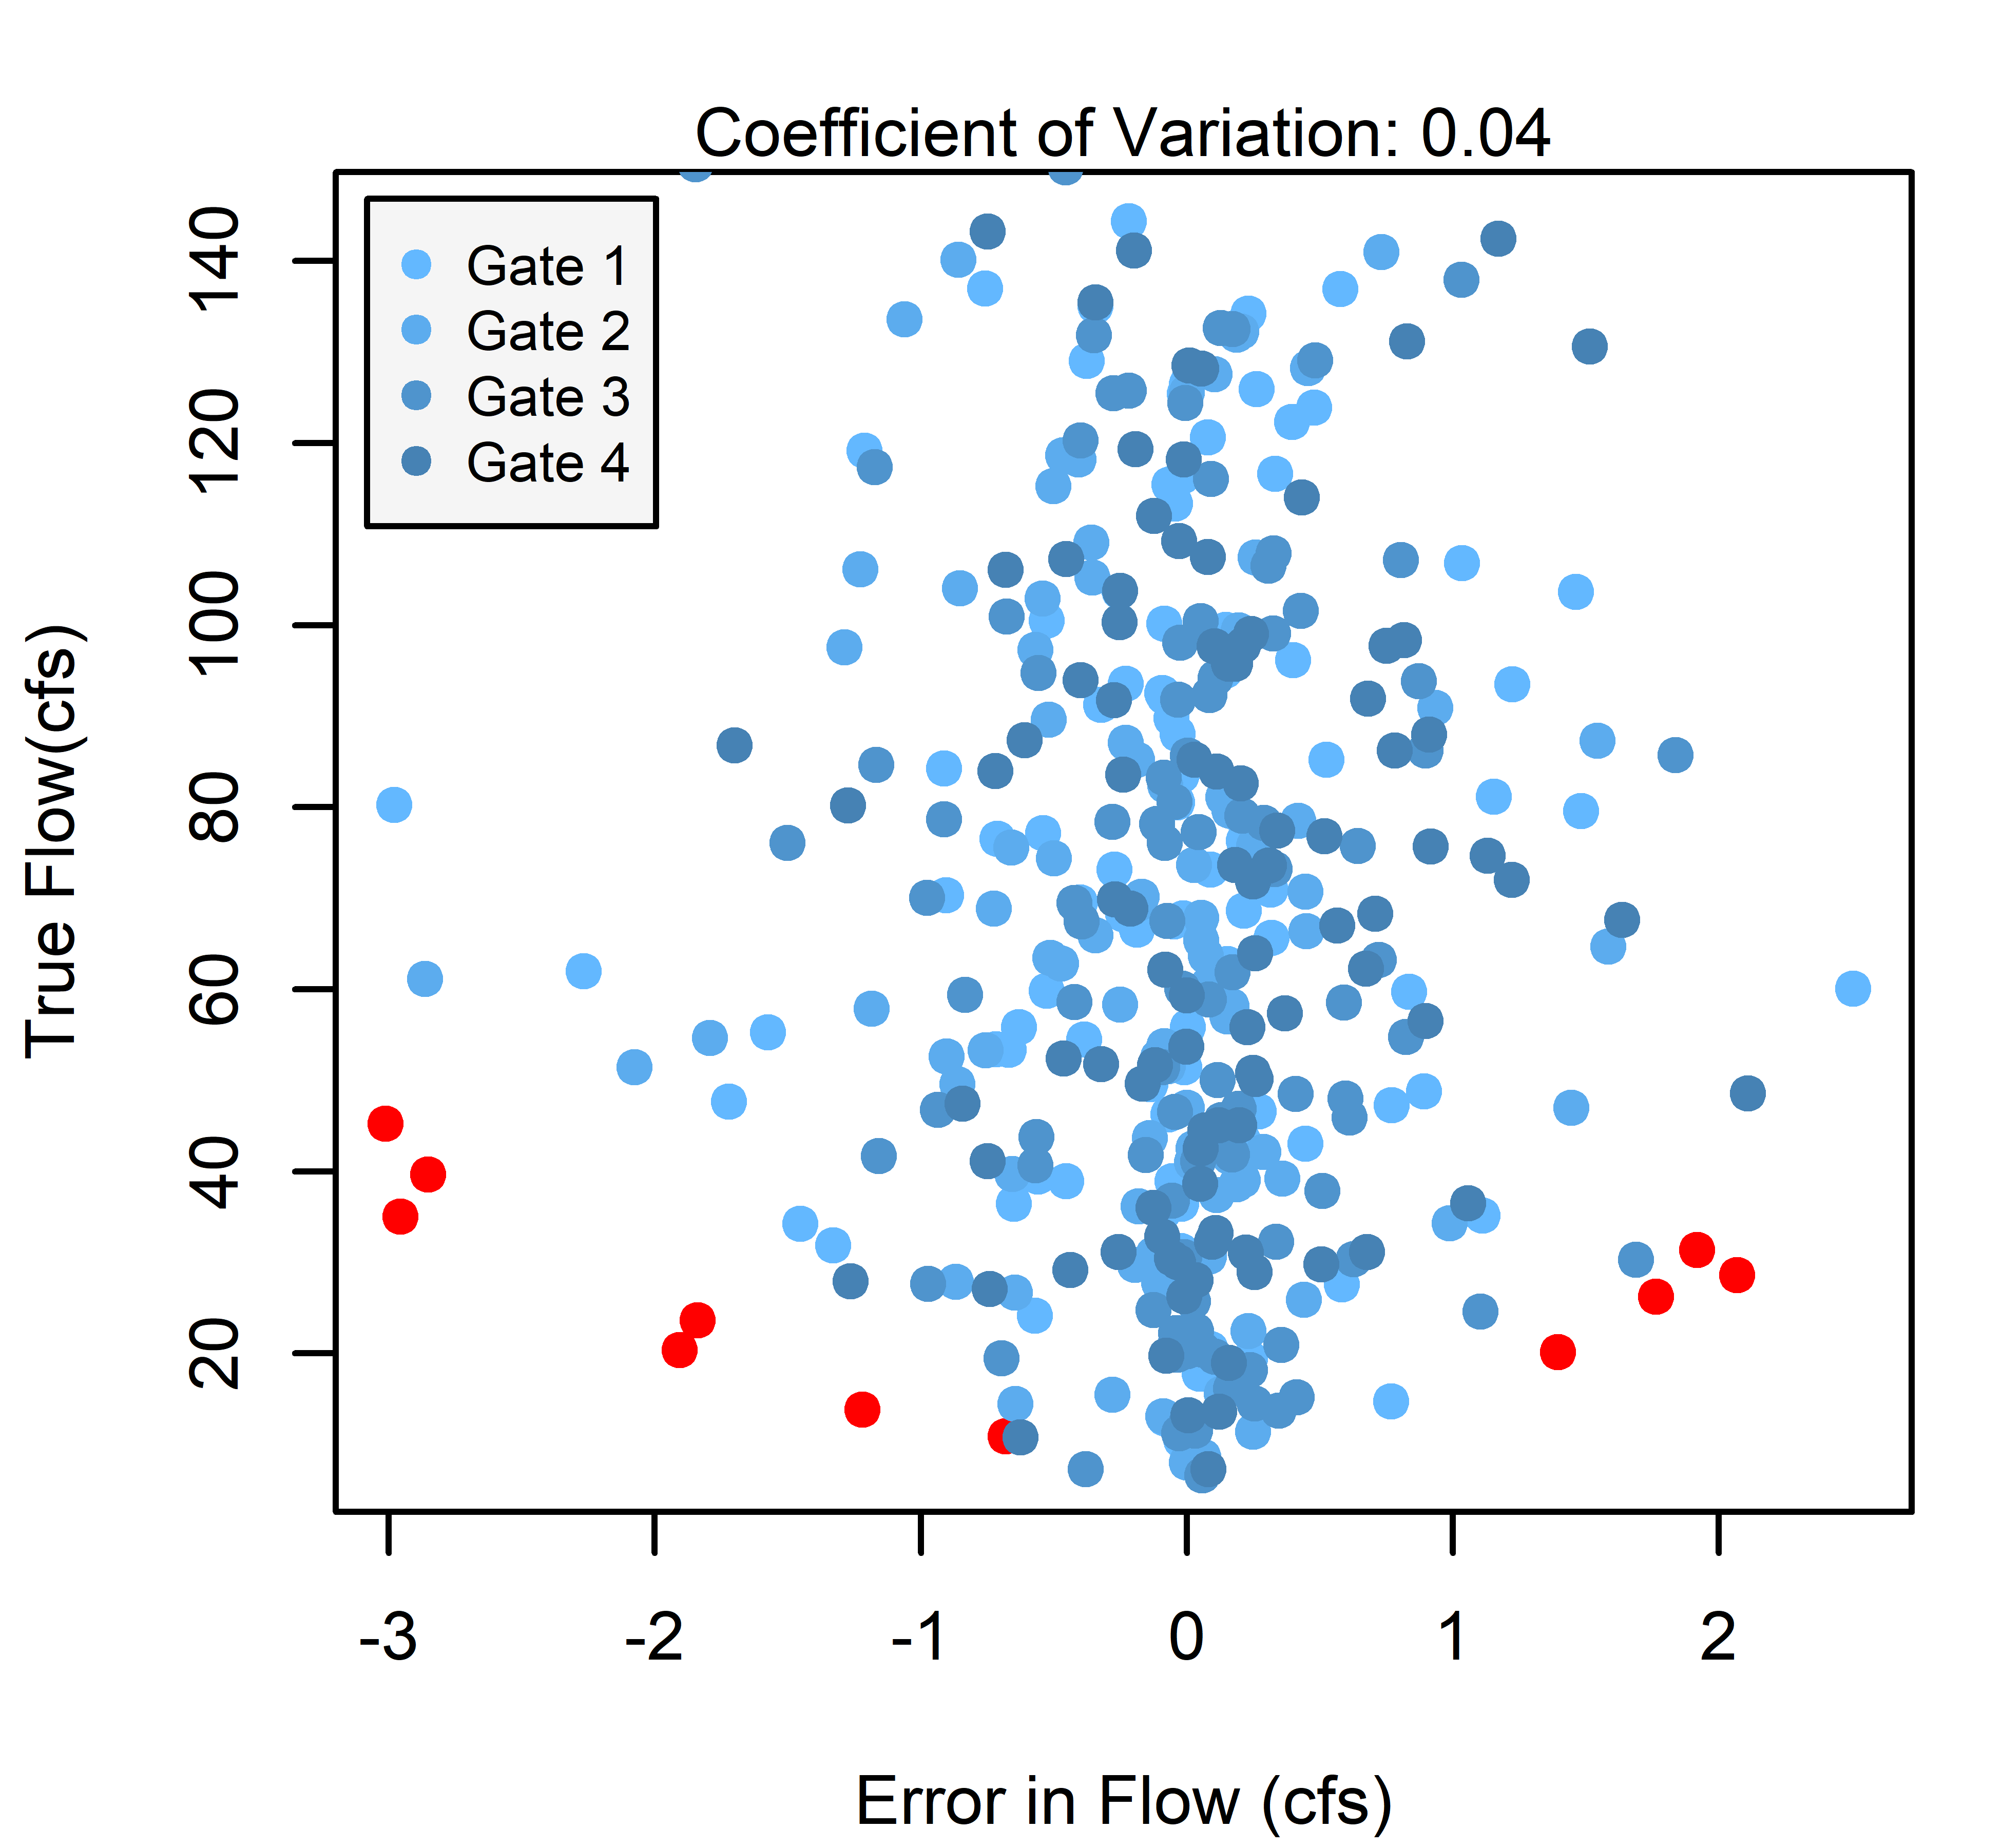 Coefficient of Variation: 0.04
Gate 1
Gate 2
Gate 3
Gate 4
True Flow(cfs)
140
120
100
80
60
40
20
-3 -2 -1 0 1 2
Error in Flow (cfs)